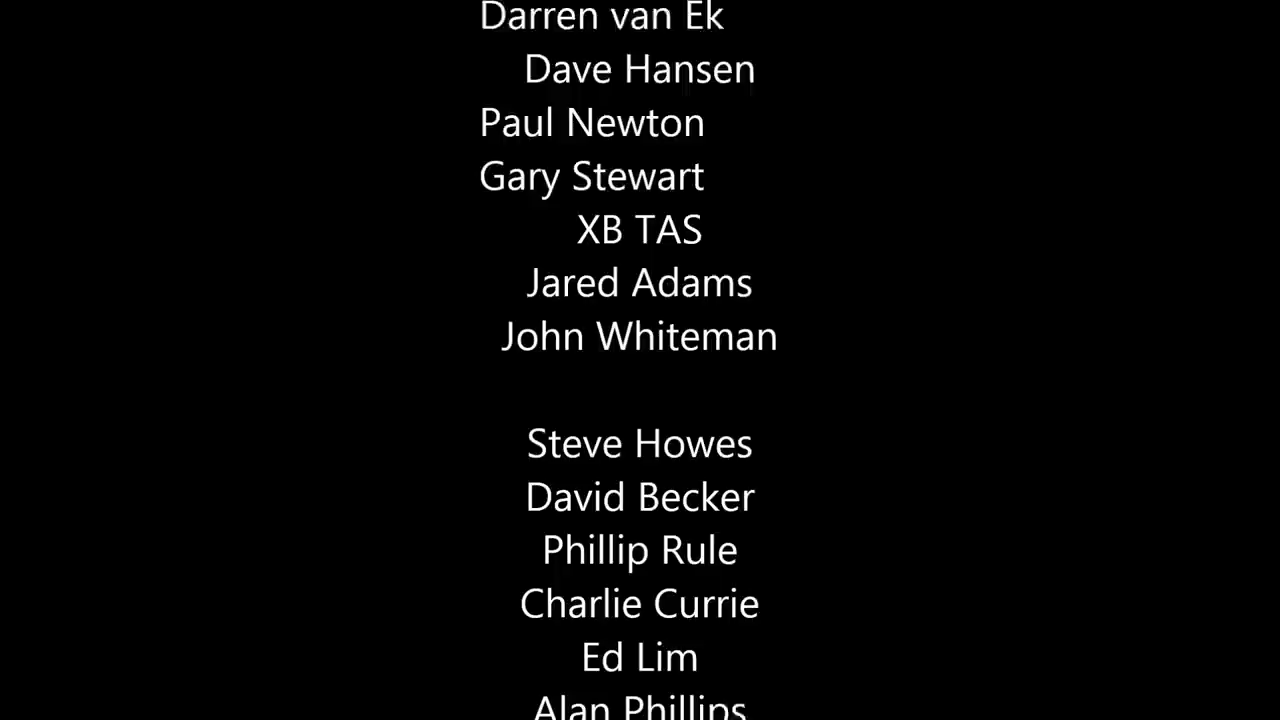 Darren van Ek
Dave Hansen
Paul Newton
Gary Stewart
XB TAS
Jared Adams
John Whiteman
Steve Howes
David Becker
Phillip Rule
Charlie Currie
Ed Lim
Alan Phillips